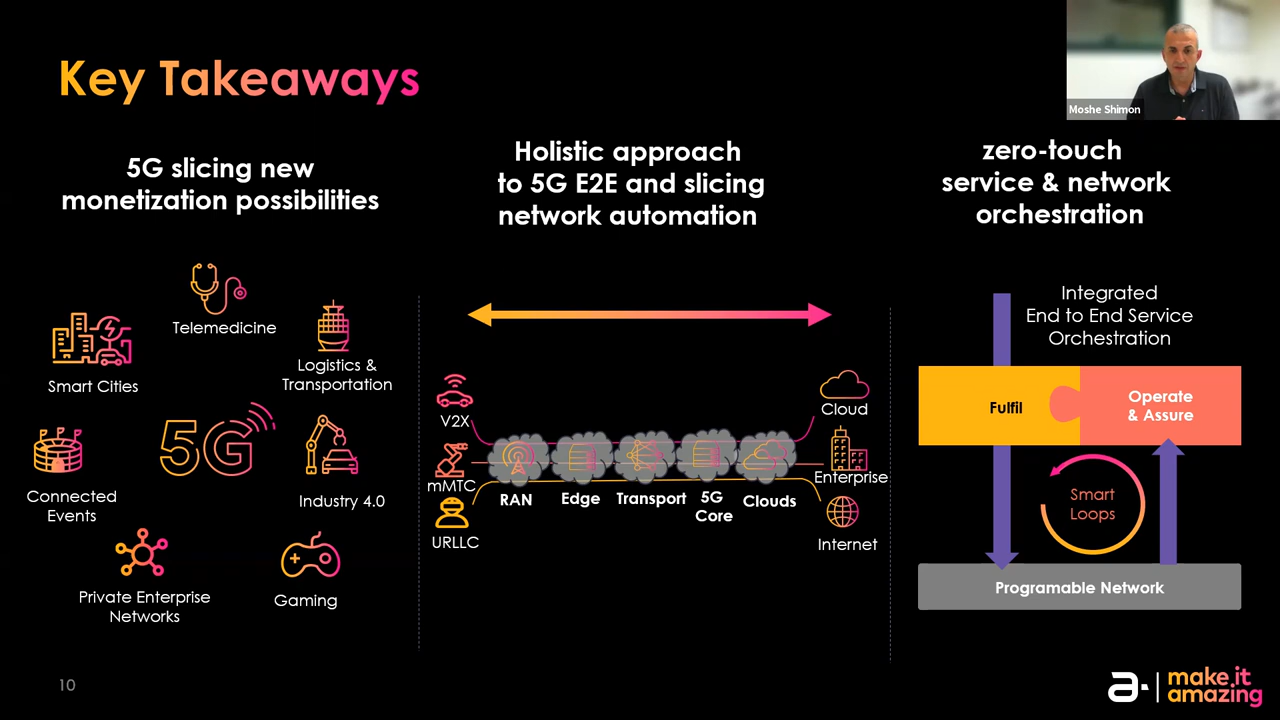 Key Takeaways
Moshe Shimon
5G slicing new
monetization possibilities
Telemedicine
Smart Cities
Logistics &
Transportation
5G
Connected
Events
Industry 4.0
Private Enterprise
Networks
Gaming
Holistic approach
to 5G E2E and slicing
network automation
V2X
mMTC
URLLC
RAN
Edge
Transport
5G
Core
Clouds
Cloud
Enterprise
Internet
zero-touch
service & network
orchestration
Integrated
End to End Service
Orchestration
Fulfil
Operate
& Assure
Smart
Loops
Programable Network
10
a
make it
amazing